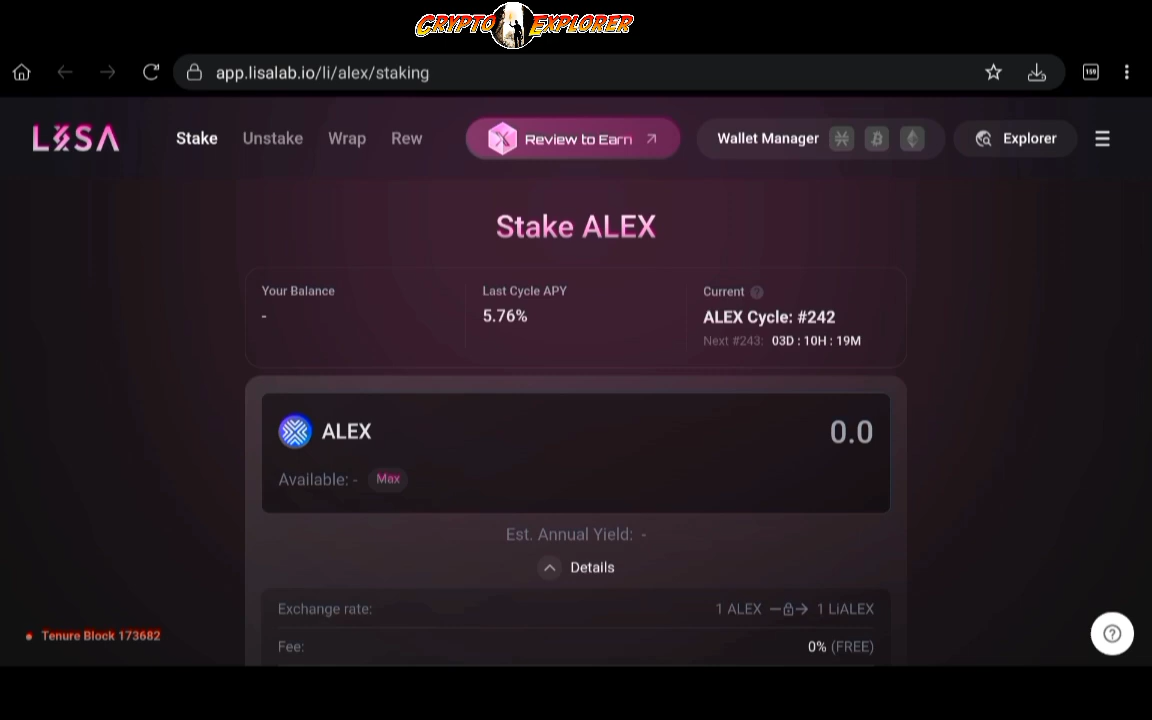 CRYPTO EXPLORER
app.lisalab.io/li/alex/staking
159
LISA Stake Unstake Wrap Rew Review to Earn Wallet Manager Explorer
Stake ALEX
Your Balance Last Cycle APY Current
- 5.76% ALEX Cycle: #242
Next #243: 03D : 10H : 19M
ALEX 0.0
Available: - Max
Est. Annual Yield: -
Details
Exchange rate: 1 ALEX 1 LiALEX
Tenure Block 173682
Fee: 0% (FREE)